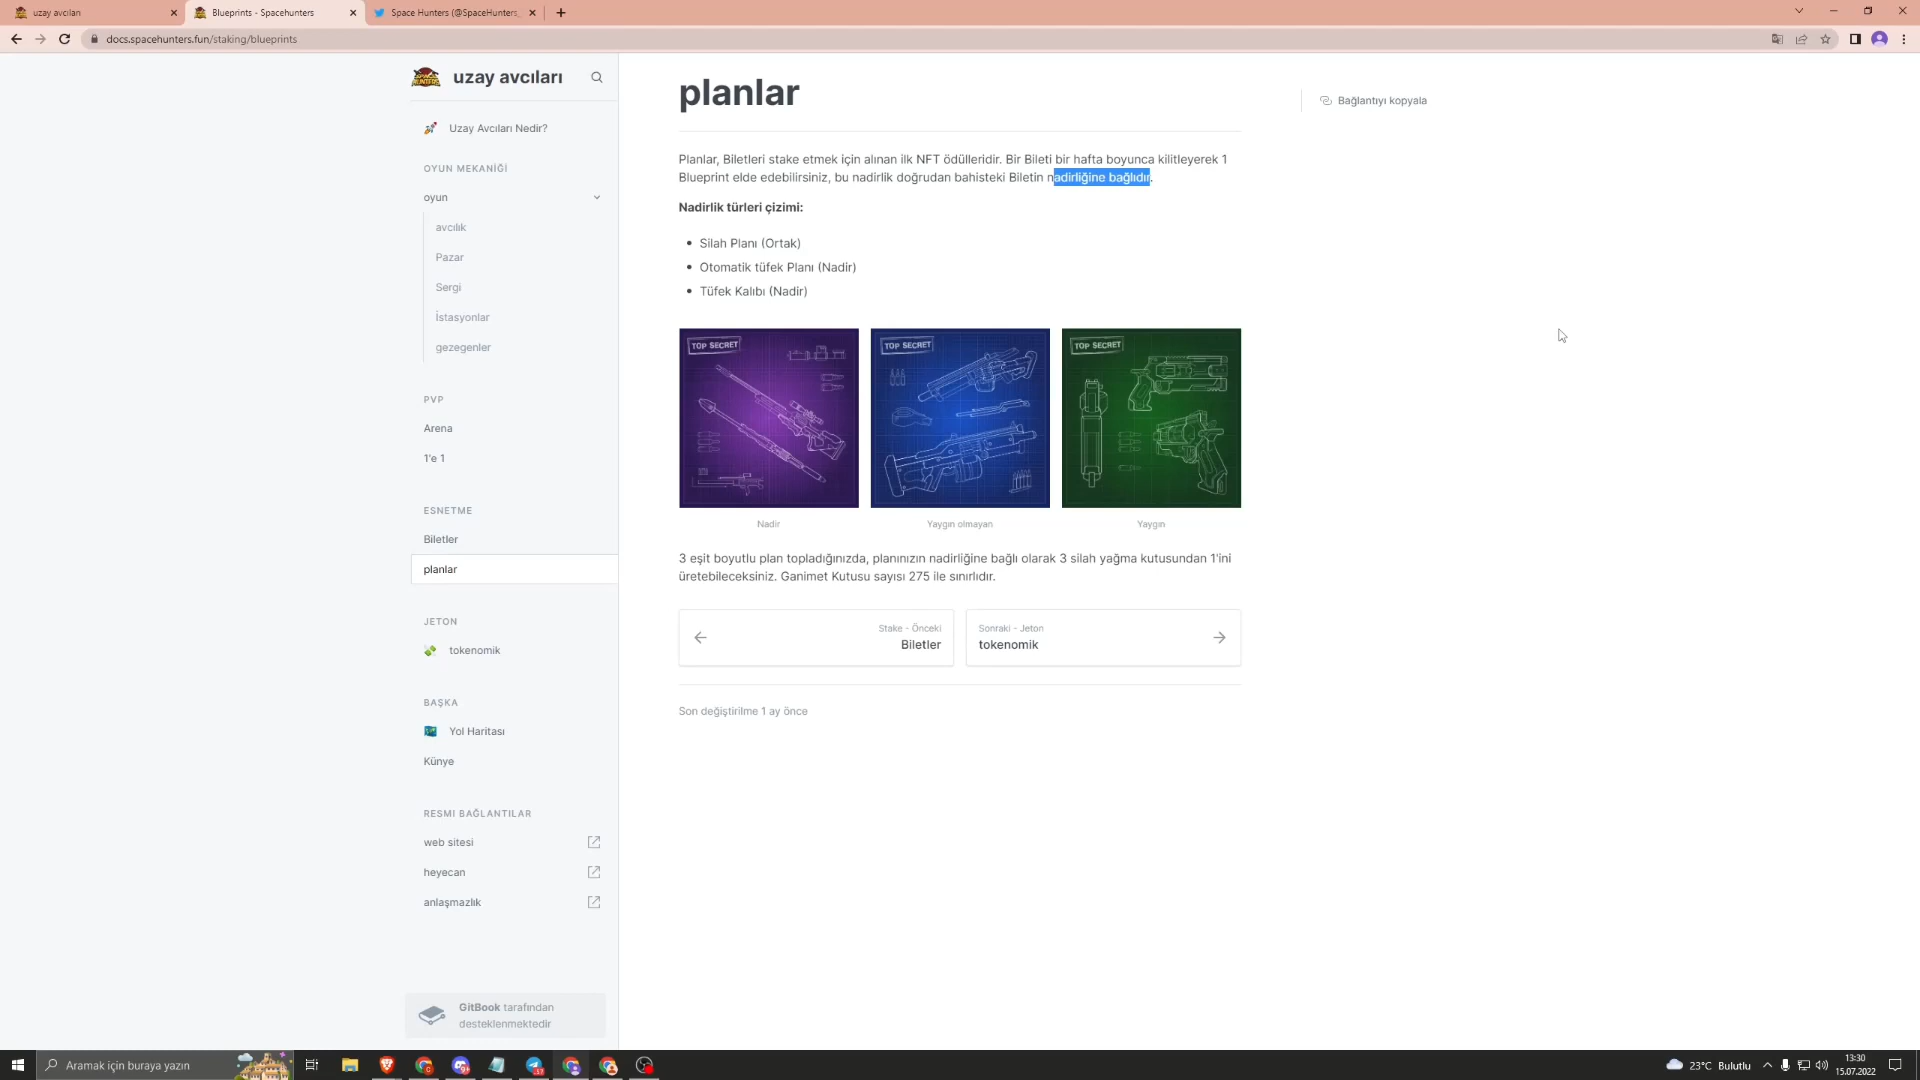 uzay avcıları
Blueprints - Spacehunters
Space Hunters (@SpaceHunters_
docs.spacehunters.fun/staking/blueprints
uzay avcıları
Uzay Avcıları Nedir?
OYUN MEKANİĞİ
oyun
avcılık
Pazar
Sergi
İstasyonlar
gezegenler
PVP
Arena
1'e 1
ESNETME
Biletler
planlar
JETON
tokenomik
BAŞKA
Yol Haritası
Künye
RESMI BAĞLANTILAR
web sitesi
heyecan
anlaşmazlık
GitBook tarafından
desteklenmektedir
planlar
Bağlantıyı kopyala
Planlar, Biletleri stake etmek için alınan ilk NFT ödülleridir. Bir Bileti bir hafta boyunca kilitleyerek 1
Blueprint elde edebilirsiniz, bu nadirlik doğrudan bahisteki Biletin nadirliğine bağlıdır.
Nadirlik türleri çizimi:
• Silah Planı (Ortak)
• Otomatik tüfek Planı (Nadir)
• Tüfek Kalıbı (Nadir)
TOP SECRET
TOP SECRET
TOP SECRET
Nadir
Yaygın olmayan
Yaygın
3 eşit boyutlu plan topladığınızda, planınızın nadirliğine bağlı olarak 3 silah yağma kutusundan 1'ini
üretebileceksiniz. Ganimet Kutusu sayısı 275 ile sınırlıdır.
Stake - Önceki
Biletler
Sonraki - Jeton
tokenomik
Son değiştirilme 1 ay önce
Aramak için buraya yazın
23°C Bulutlu
13:30
15.07.2022